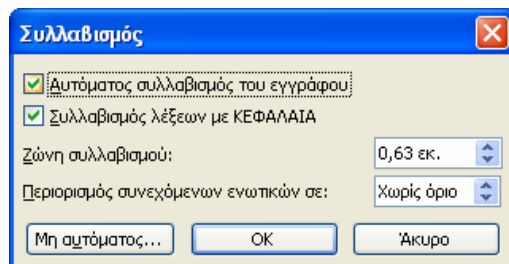 Συλλαβισμός
Αυτόματος συλλαβισμός του εγγράφου
Συλλαβισμός λέξεων με ΚΕΦΑΛΑΙΑ
Ζώνη συλλαβισμού: 0,63 εκ.
Περιορισμός συνεχόμενων ενωτικών σε: Χωρίς όριο
Μη αυτόματος... OK Άκυρο